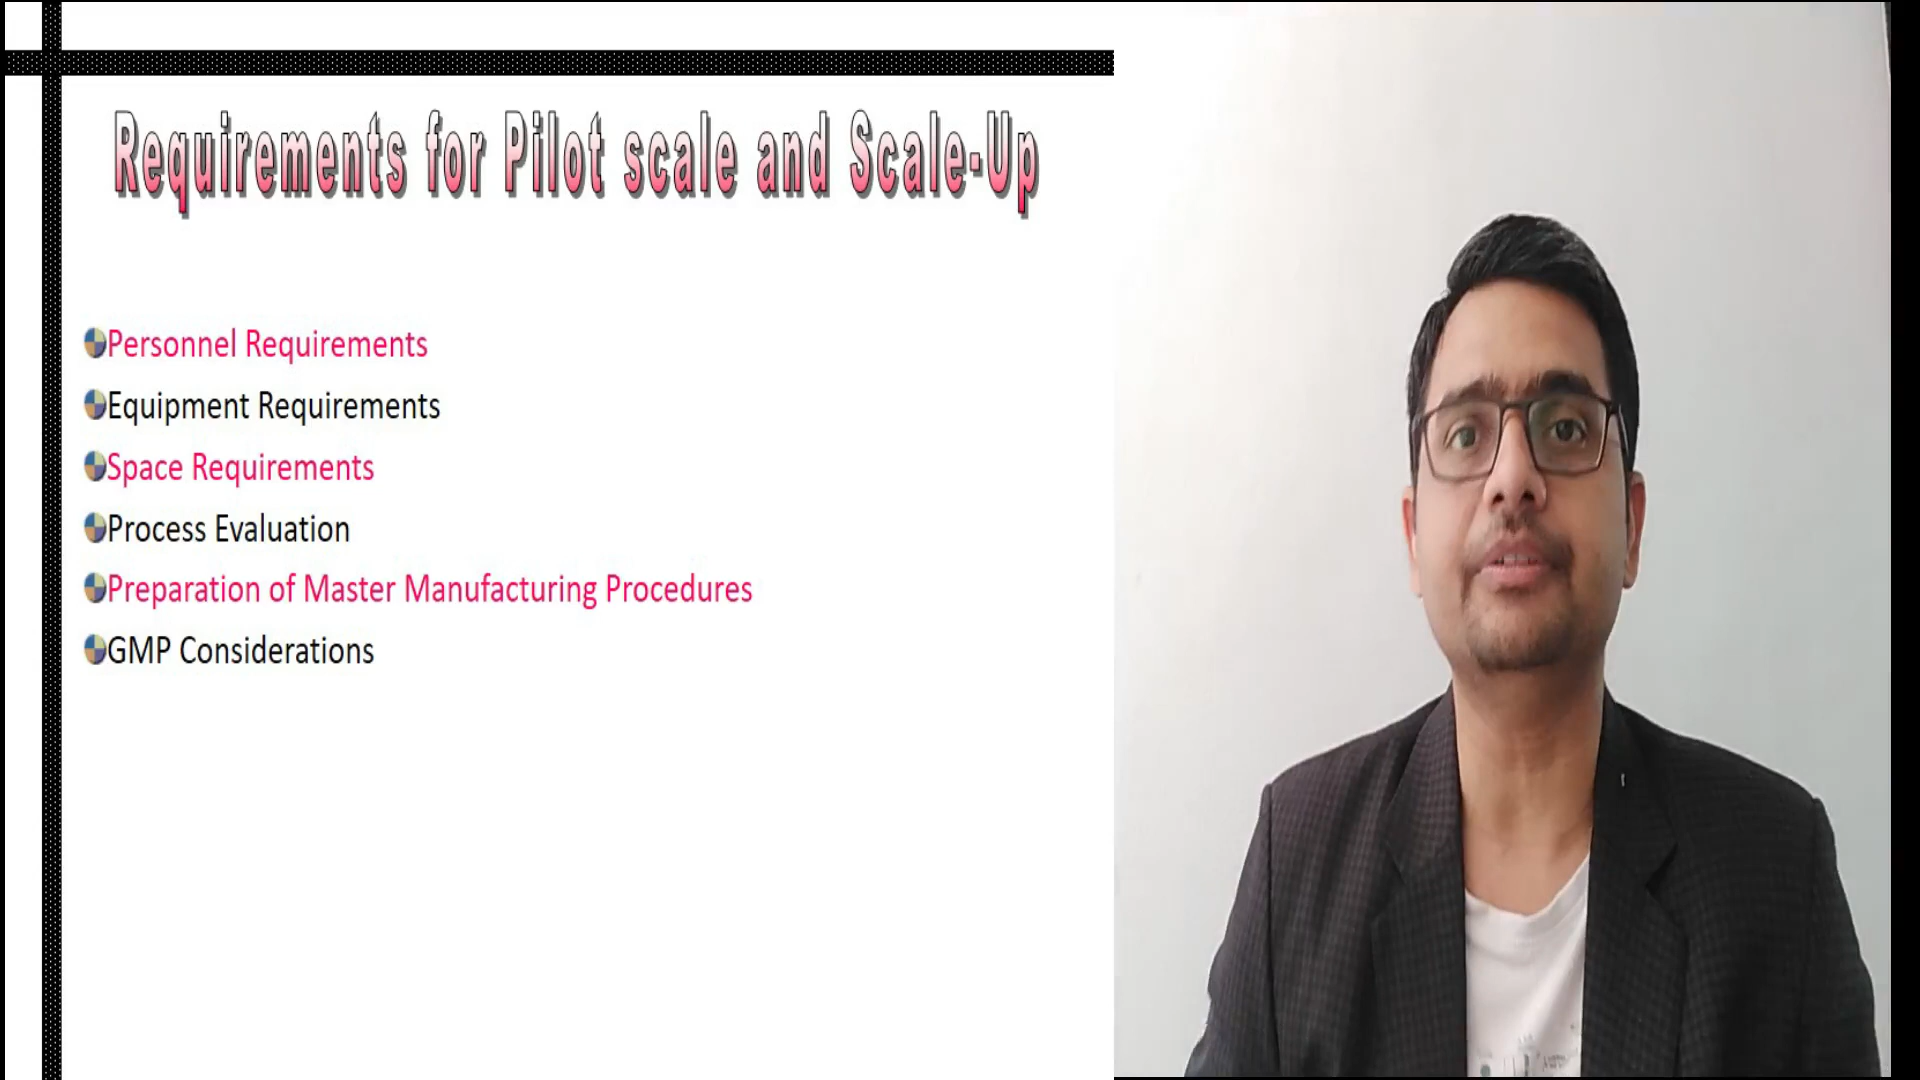 Requirements for Pilot scale and Scale-Up
Personnel Requirements
Equipment Requirements
Space Requirements
Process Evaluation
Preparation of Master Manufacturing Procedures
GMP Considerations